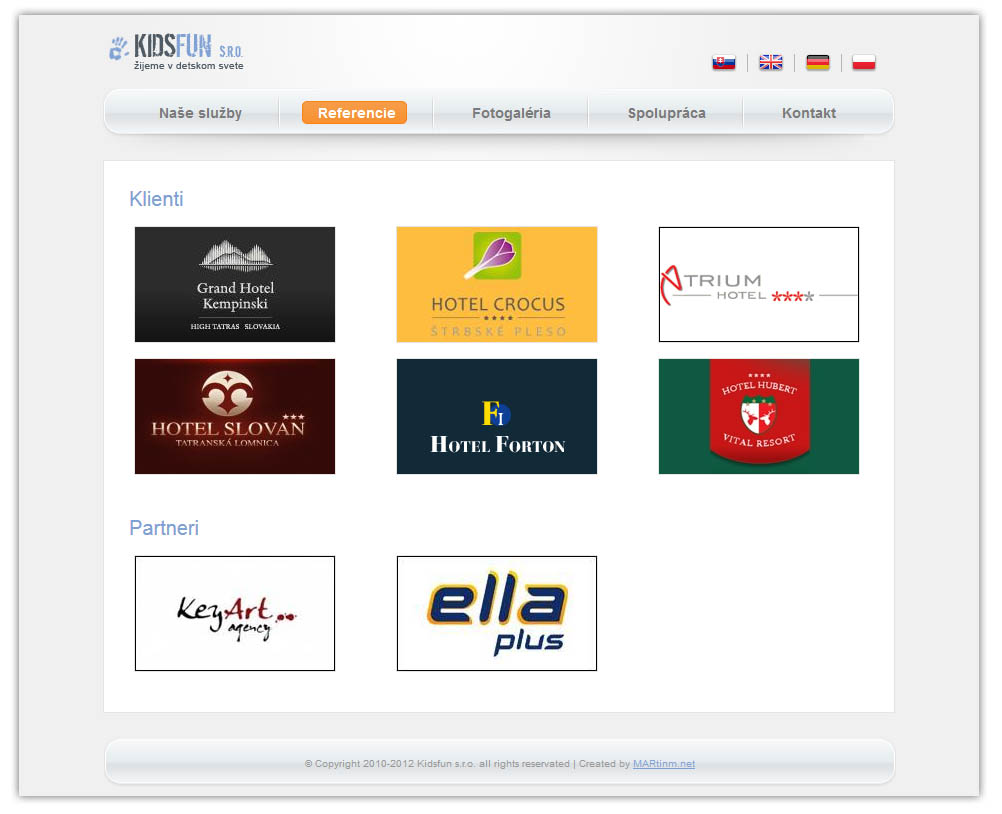 KIDSFUN S.R.O.
žijeme v detskom svete
Naše služby
Referencie
Fotogaléria
Spolupráca
Kontakt
Klienti
Grand Hotel
Kempinski
HIGH TATRAS SLOVAKIA
HOTEL CROCUS
ŠTRBSKÉ PLESO
ATRIUM
HOTEL
HOTEL SLOVAN
TATRANSKÁ LOMNICA
FI
HOTEL FORTON
HOTEL HUBERT
VITAL RESORT
Partneri
KeyArt
agency
ella
plus
© Copyright 2010-2012 Kidsfun s.r.o. all rights reservated | Created by MARtinm.net